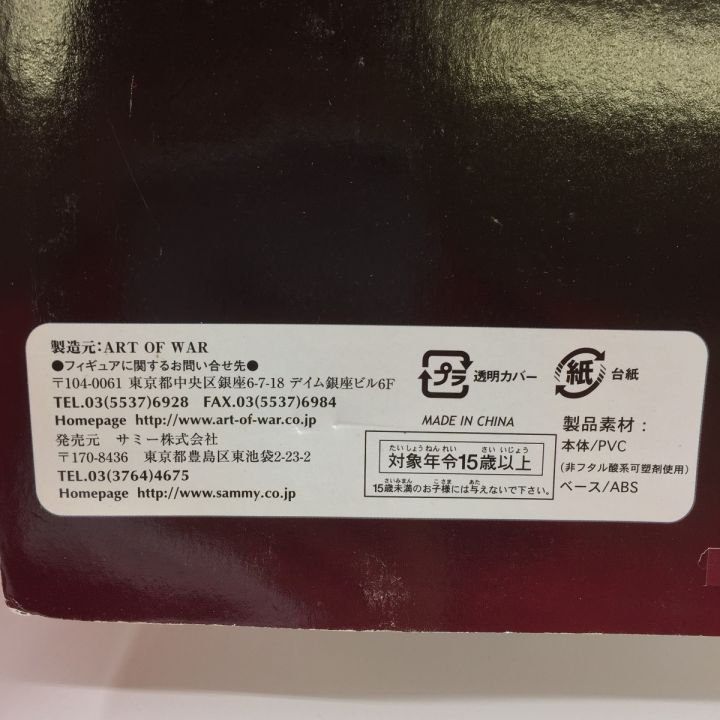 製造元:ART OF WAR
●フィギュアに関するお問い合せ先●
〒104-0061 東京都中央区銀座6-7-18 デイム銀座ビル6F
TEL.03(5537)6928 FAX.03(5537)6984
Homepage http://www.art-of-war.co.jp
発売元 サミー株式会社
〒170-8436 東京都豊島区東池袋2-23-2
TEL.03(3764)4675
Homepage http://www.sammy.co.jp
プラ 透明カバー
紙 台紙
MADE IN CHINA
たいしょうねんれい さいいじょう
対象年令15歳以上
さいみまん こさま あた
15歳未満のお子様には与えないで下さい。
製品素材:
本体/PVC
(非フタル酸系可塑剤使用)
ベース/ABS